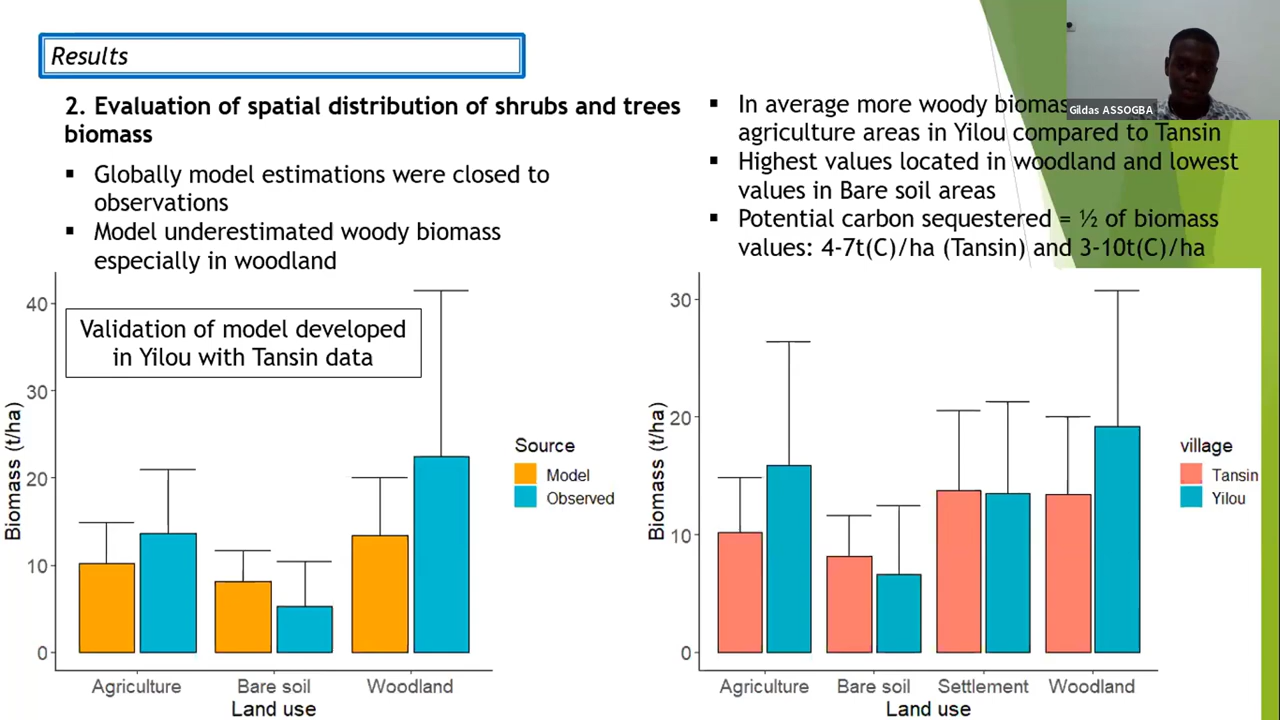 Results
2. Evaluation of spatial distribution of shrubs and trees
biomass
▪ Globally model estimations were closed to
observations
▪ Model underestimated woody biomass
especially in woodland
▪ In average more woody
agriculture areas in Yilou compared to Tansin
▪ Highest values located in woodland and lowest
values in Bare soil areas
▪ Potential carbon sequestered = ½ of biomass
values: 4-7t(C)/ha (Tansin) and 3-10t(C)/ha
Gildas ASSOGBA
Validation of model developed
in Yilou with Tansin data
Biomass (t/ha)
40
30
20
10
0
Agriculture Bare soil Woodland
Land use
Source
Model
Observed
Biomass (t/ha)
30
20
10
0
Agriculture Bare soil Settlement Woodland
Land use
village
Tansin
Yilou